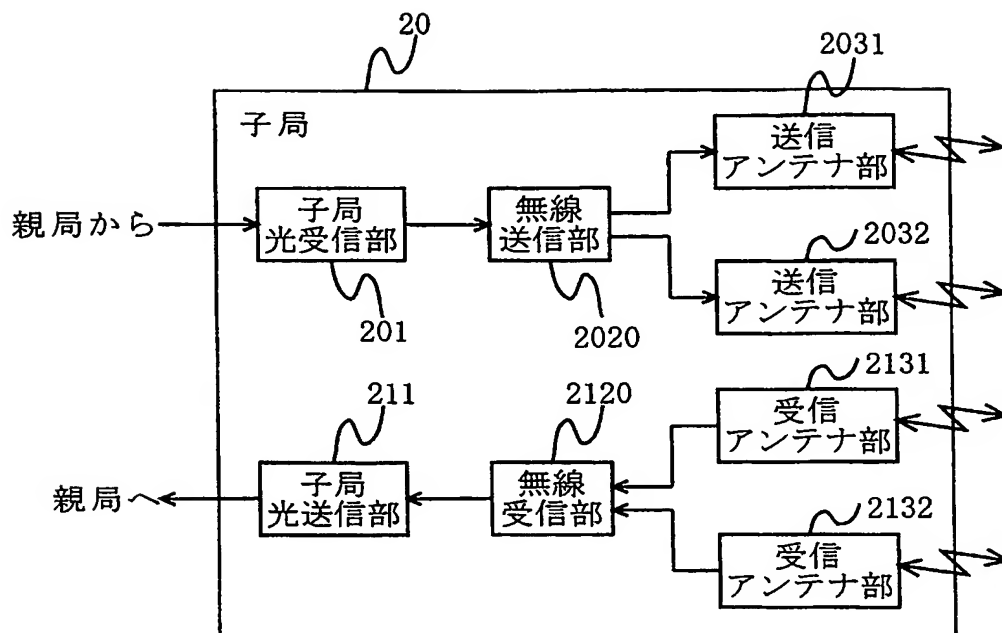 20
2031
子局
送信
アンテナ部
親局から
子局
光受信部
無線
送信部
2032
送信
アンテナ部
201
2020
2131
211
2120
受信
アンテナ部
親局へ
子局
光送信部
無線
受信部
2132
受信
アンテナ部